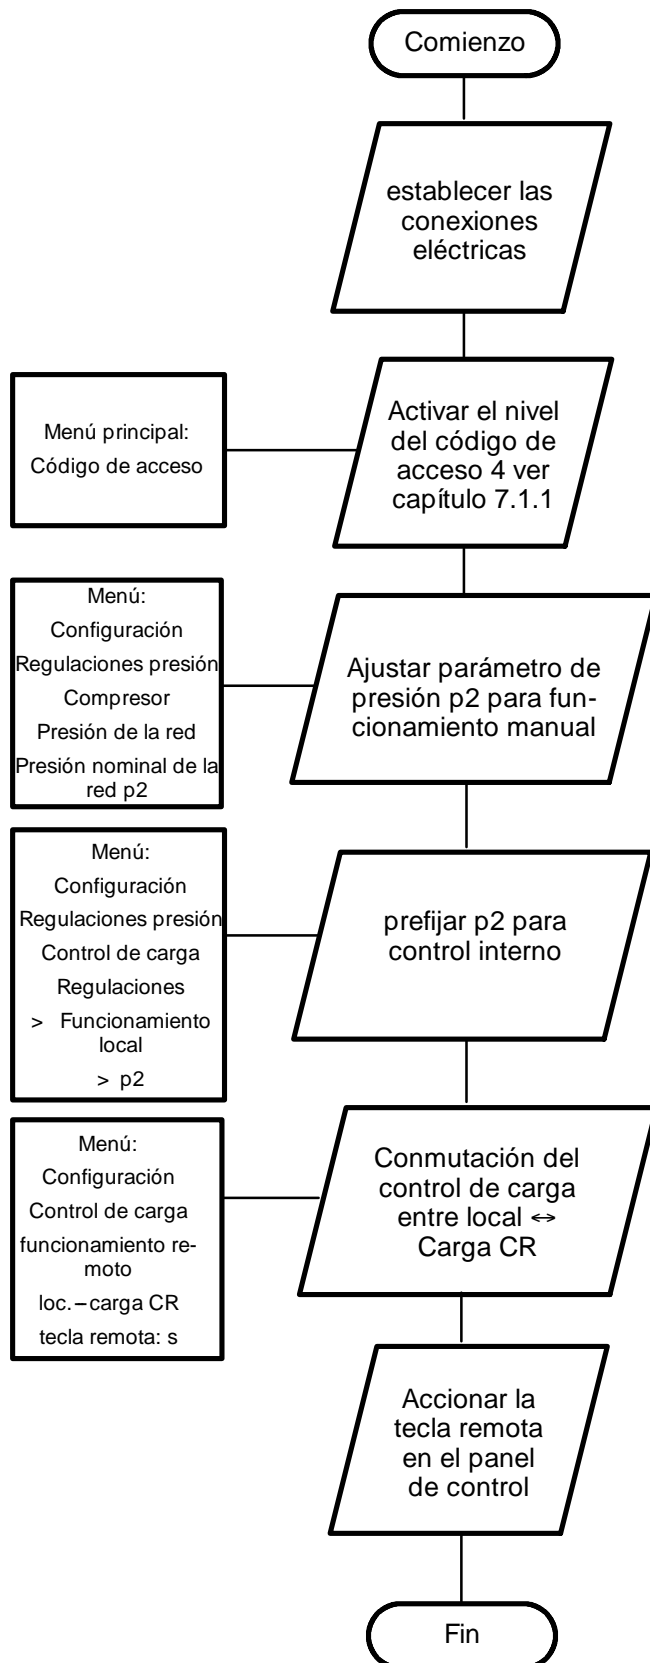 Comienzo
establecer las
conexiones
eléctricas
Menú principal:
Código de acceso
Activar el nivel
del código de
acceso 4 ver
capítulo 7.1.1
Menú:
Configuración
Regulaciones presión
Compresor
Presión de la red
Presión nominal de la
red p2
Ajustar parámetro de
presión p2 para fun-
cionamiento manual
Menú:
Configuración
Regulaciones presión
Control de carga
Regulaciones
> Funcionamiento
local
> p2
prefijar p2 para
control interno
Menú:
Configuración
Control de carga
funcionamiento re-
moto
loc.–carga CR
tecla remota: s
Conmutación del
control de carga
entre local ↔
Carga CR
Accionar la
tecla remota
en el panel
de control
Fin